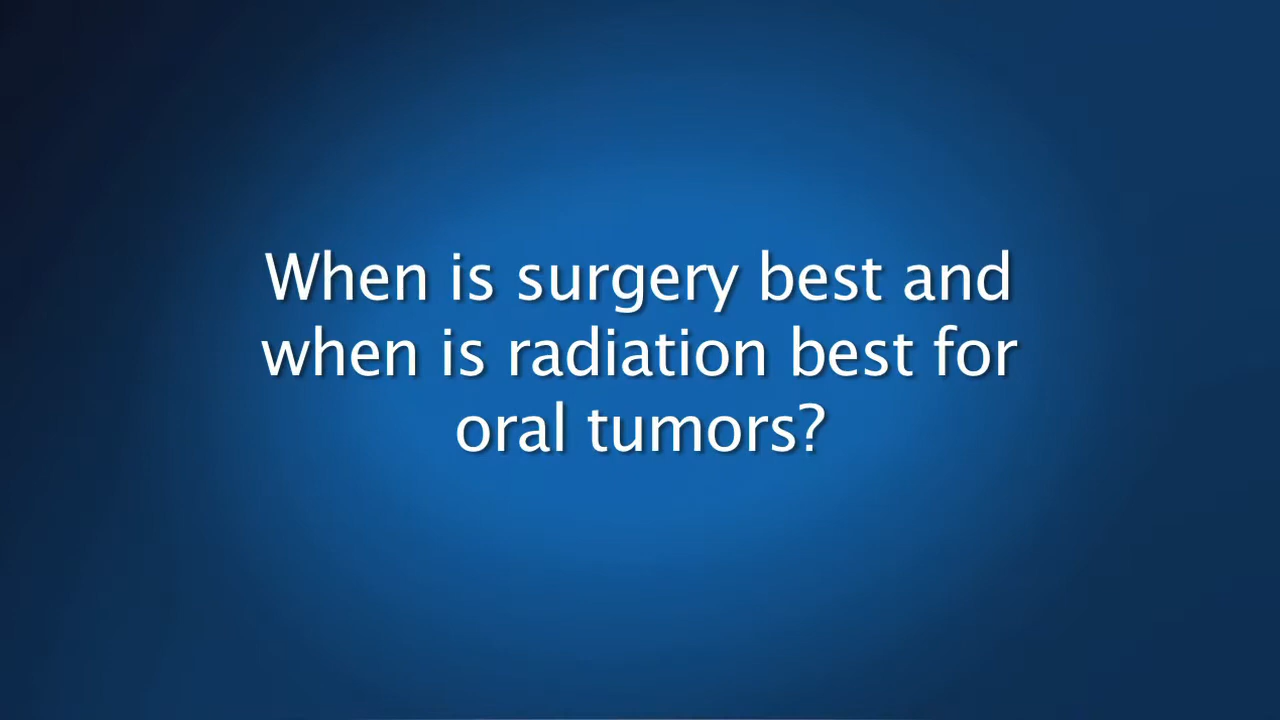 When is surgery best and
when is radiation best for
oral tumors?